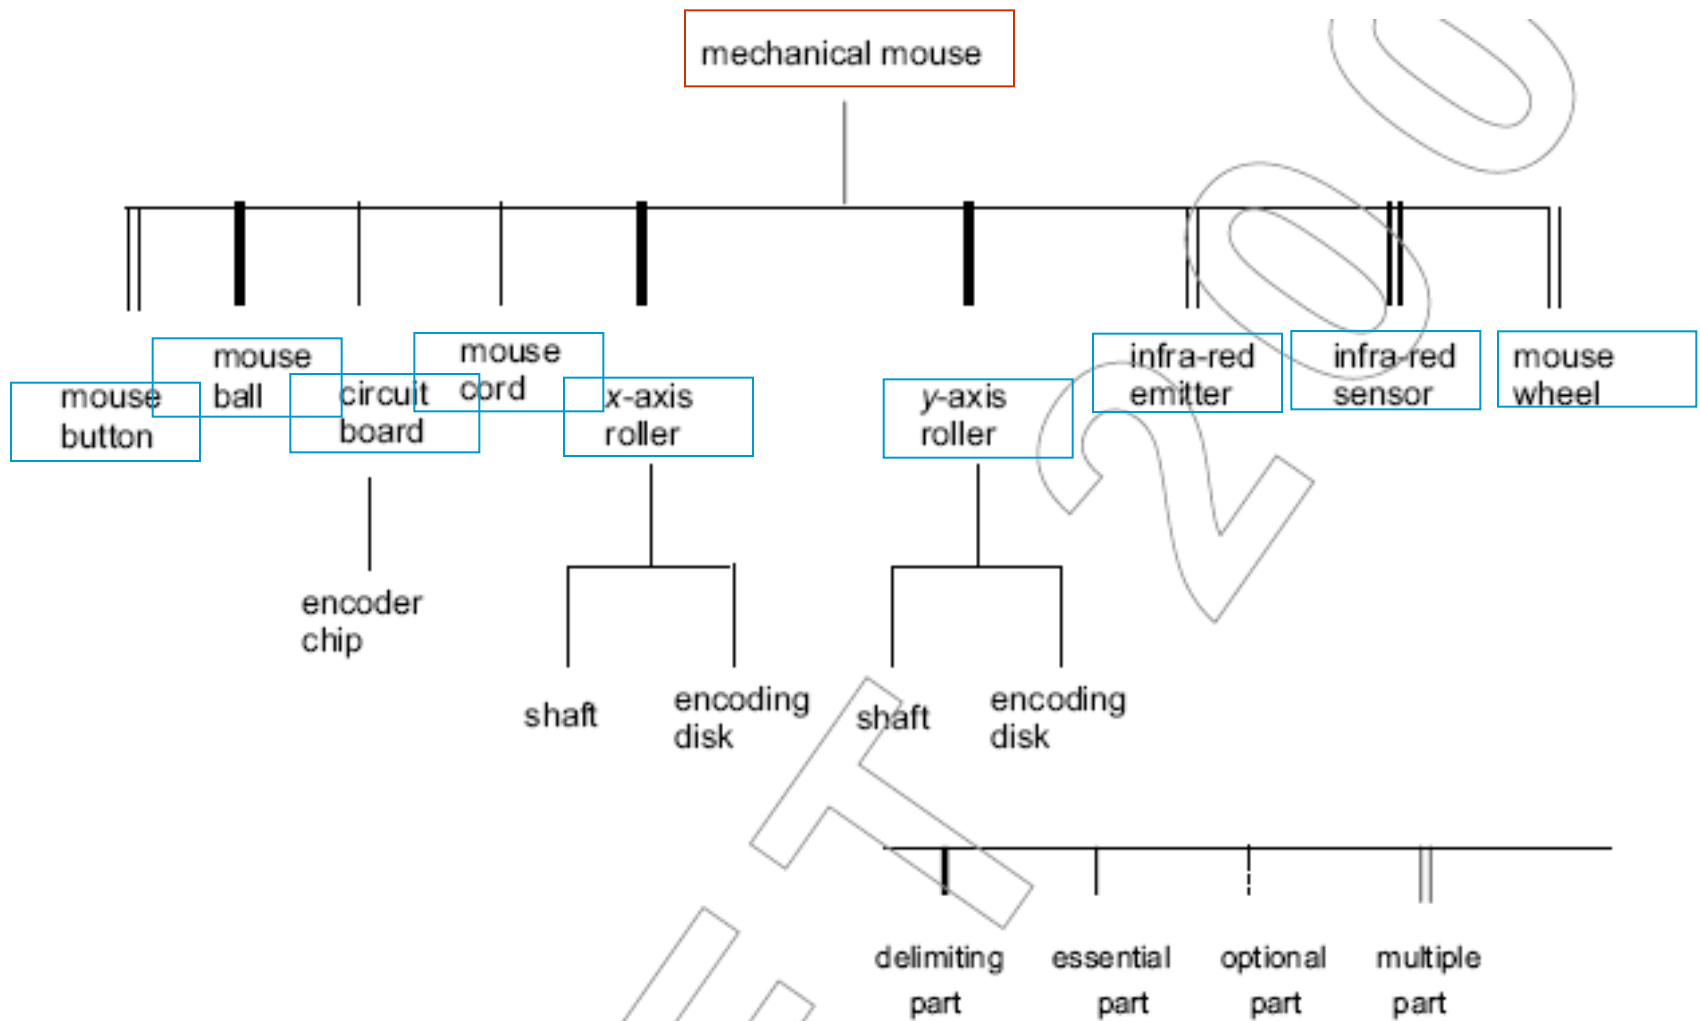 mechanical mouse
mouse
button
mouse
ball
circuit
board
mouse
cord
x-axis
roller
y-axis
roller
infra-red
emitter
infra-red
sensor
mouse
wheel
encoder
chip
shaft
encoding
disk
shaft
encoding
disk
delimiting
part
essential
part
optional
part
multiple
part